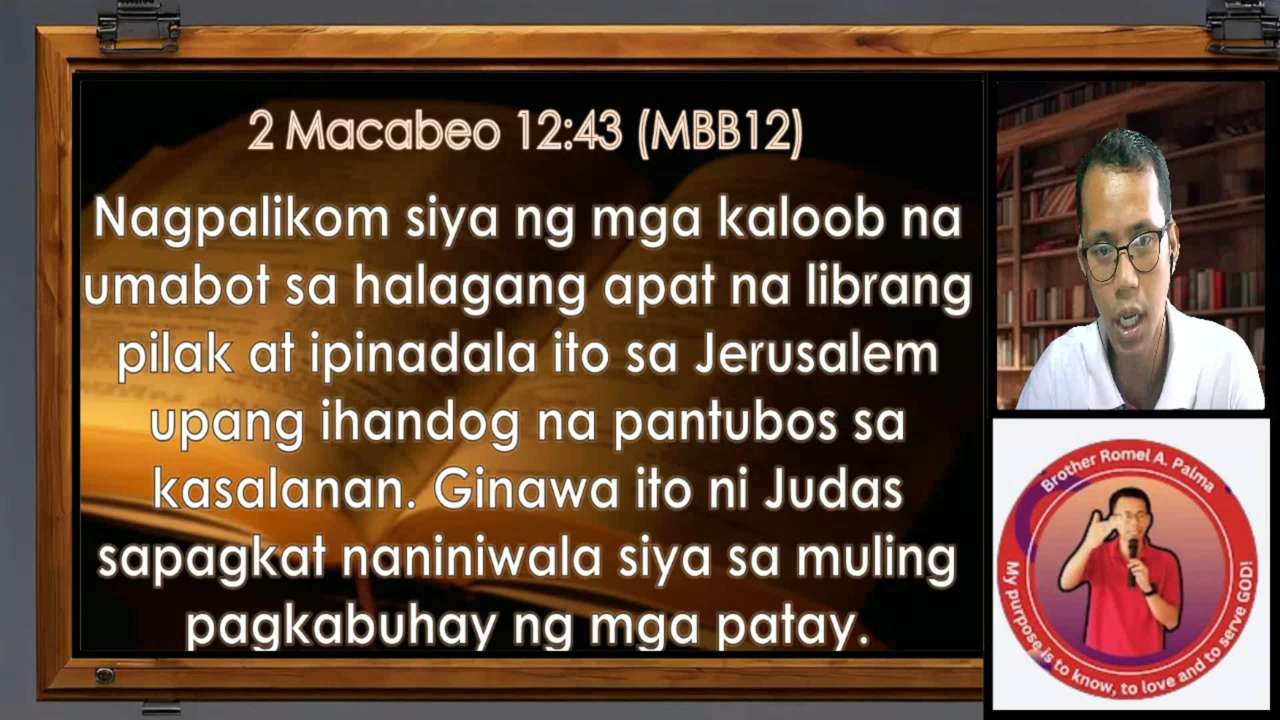 2 Macabeo 12:43 (MBB12)
Nagpalikom siya ng mga kaloob na
umabot sa halagang apat na librang
pilak at ipinadala ito sa Jerusalem
upang ihandog na pantubos sa
kasalanan. Ginawa ito ni Judas
sapagkat naniniwala siya sa muling
pagkabuhay ng mga patay.
Brother Romel A. Palma
My purpose is to know, to love and to serve GOD!